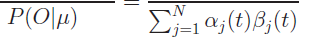 P(O|μ) = ∑_{j=1}^{N} α_j(t)β_j(t)